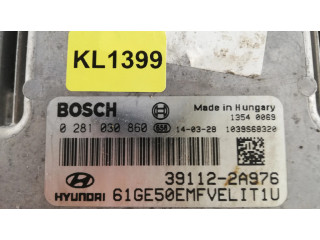 KL1399
BOSCH
Made in Hungary
1354 0069
0 281 030 860 14-03-28 1039S68320
39112-2A976
HYUNDAI 61GE50EMFVELIT1U